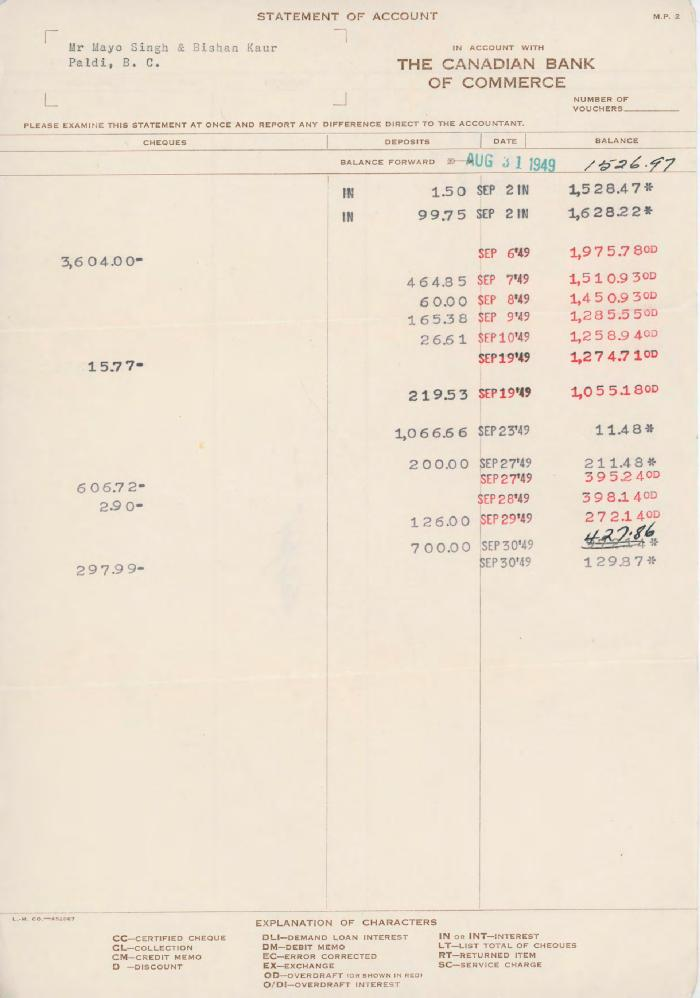 STATEMENT OF ACCOUNT
M.P. 2
Mr Mayo Singh & Bishan Kaur
Paldi, B. C.
IN ACCOUNT WITH
THE CANADIAN BANK
OF COMMERCE
NUMBER OF
VOUCHERS
PLEASE EXAMINE THIS STATEMENT AT ONCE AND REPORT ANY DIFFERENCE DIRECT TO THE ACCOUNTANT.
CHEQUES DEPOSITS DATE BALANCE
BALANCE FORWARD AUG 31 1949 1526.97
IN 1.50 SEP 2 IN 1,528.47*
IN 99.75 SEP 2 IN 1,628.22*
3,604.00- SEP 6'49 1,975.78OD
464.85 SEP 7'49 1,510.93OD
60.00 SEP 8'49 1,450.93OD
165.38 SEP 9'49 1,285.55OD
26.61 SEP10'49 1,258.94OD
15.77- SEP19'49 1,274.71OD
219.53 SEP19'49 1,055.18OD
1,066.66 SEP23'49 11.48*
200.00 SEP27'49 211.48*
606.72- SEP27'49 395.24OD
2.90- SEP28'49 398.14OD
126.00 SEP29'49 272.14OD
427.86
700.00 SEP30'49 *
297.99- SEP30'49 129.87*
L.-M. CO.—
EXPLANATION OF CHARACTERS
CC—CERTIFIED CHEQUE DLI—DEMAND LOAN INTEREST IN OR INT—INTEREST
CL—COLLECTION DM—DEBIT MEMO LT—LIST TOTAL OF CHEQUES
CM—CREDIT MEMO EC—ERROR CORRECTED RT—RETURNED ITEM
D —DISCOUNT EX—EXCHANGE SC—SERVICE CHARGE
OD—OVERDRAFT (OR SHOWN IN RED)
O/DI—OVERDRAFT INTEREST